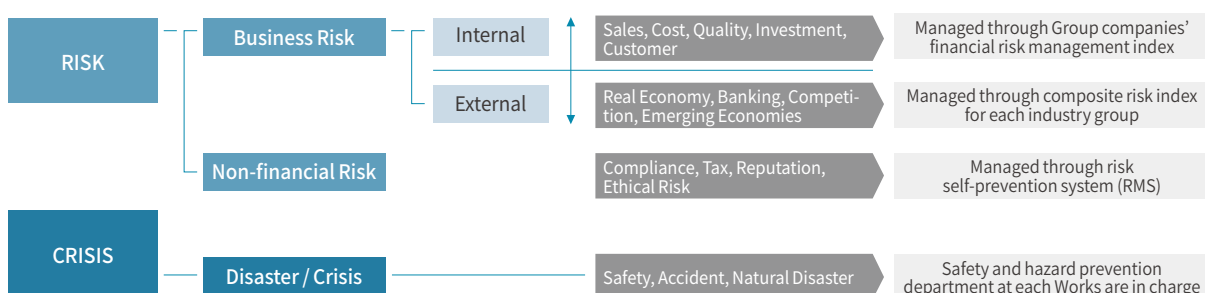 RISK
Business Risk
Internal
Sales, Cost, Quality, Investment,
Customer
Managed through Group companies’
financial risk management index
External
Real Economy, Banking, Competi-
tion, Emerging Economies
Managed through composite risk index
for each industry group
Non-financial Risk
Compliance, Tax, Reputation,
Ethical Risk
Managed through risk
self-prevention system (RMS)
CRISIS
Disaster / Crisis
Safety, Accident, Natural Disaster
Safety and hazard prevention
department at each Works are in charge